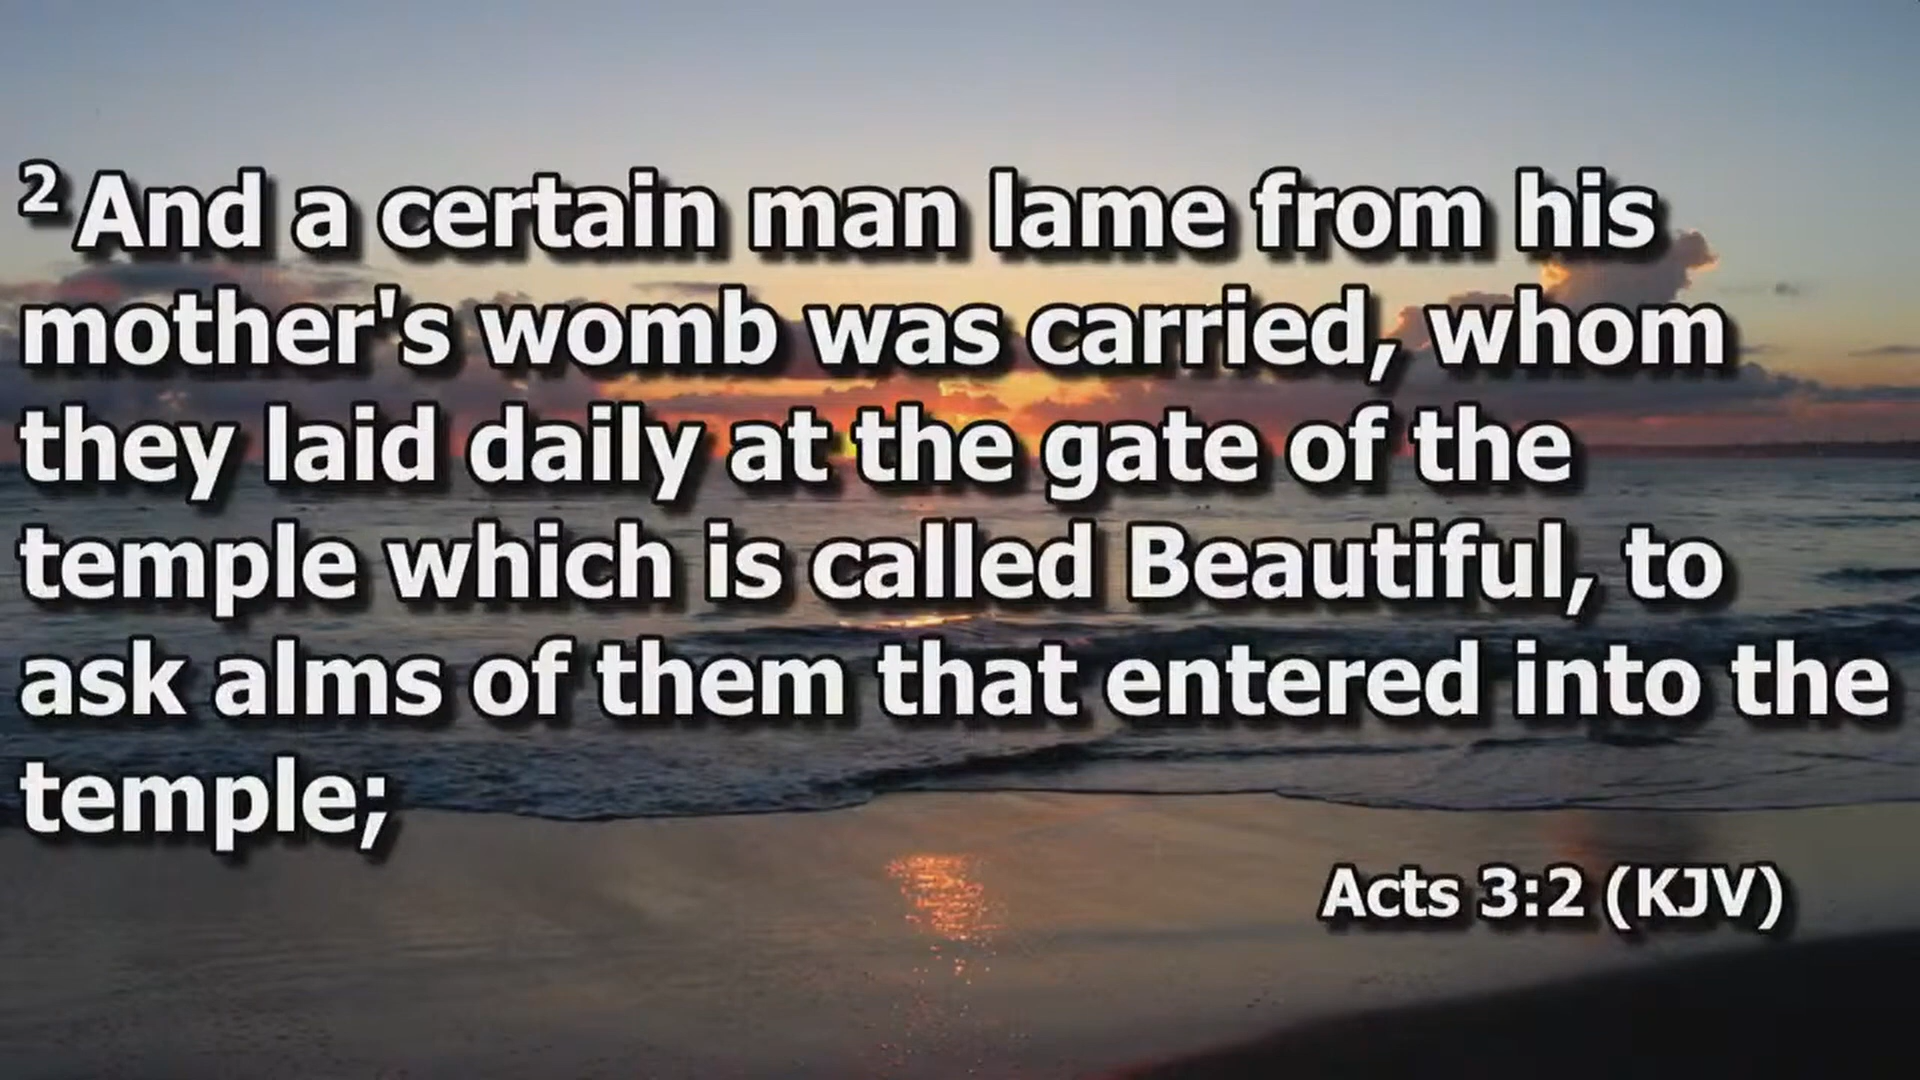 2 And a certain man lame from his
mother's womb was carried, whom
they laid daily at the gate of the
temple which is called Beautiful, to
ask alms of them that entered into the
temple;
Acts 3:2 (KJV)